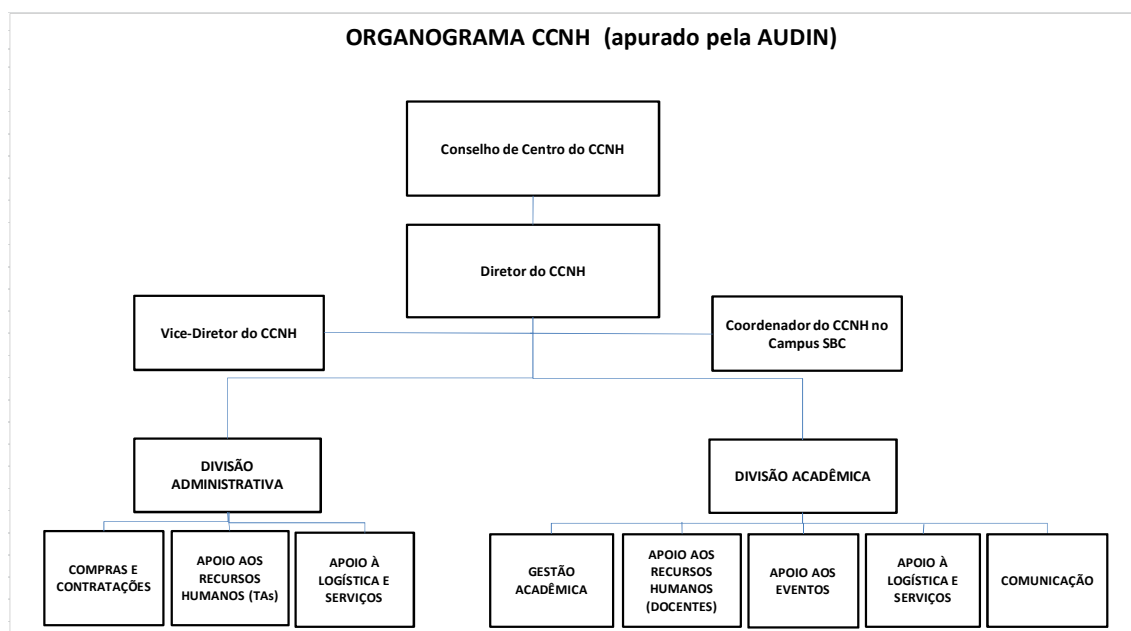 ORGANOGRAMA CCNH (apurado pela AUDIN)
Conselho de Centro do CCNH
Diretor do CCNH
Vice-Diretor do CCNH
Coordenador do CCNH no
Campus SBC
DIVISÃO
ADMINISTRATIVA
DIVISÃO ACADÊMICA
COMPRAS E
CONTRATAÇÕES
APOIO AOS
RECURSOS
HUMANOS (TAs)
APOIO À
LOGÍSTICA E
SERVIÇOS
GESTÃO
ACADÊMICA
APOIO AOS
RECURSOS
HUMANOS
(DOCENTES)
APOIO AOS
EVENTOS
APOIO À
LOGÍSTICA E
SERVIÇOS
COMUNICAÇÃO